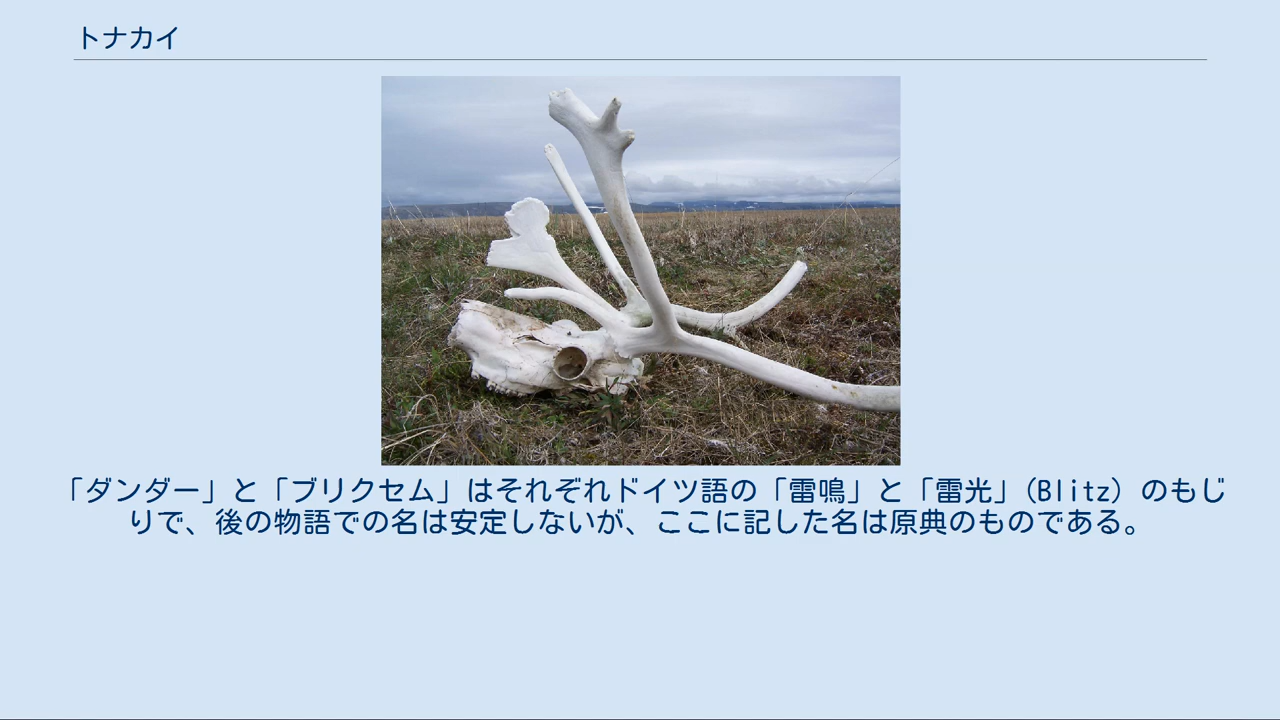 トナカイ
「ダンダー」と「ブリクセム」はそれぞれドイツ語の「雷鳴」と「雷光」(Blitz) のもじ
りで、後の物語での名は安定しないが、ここに記した名は原典のものである。